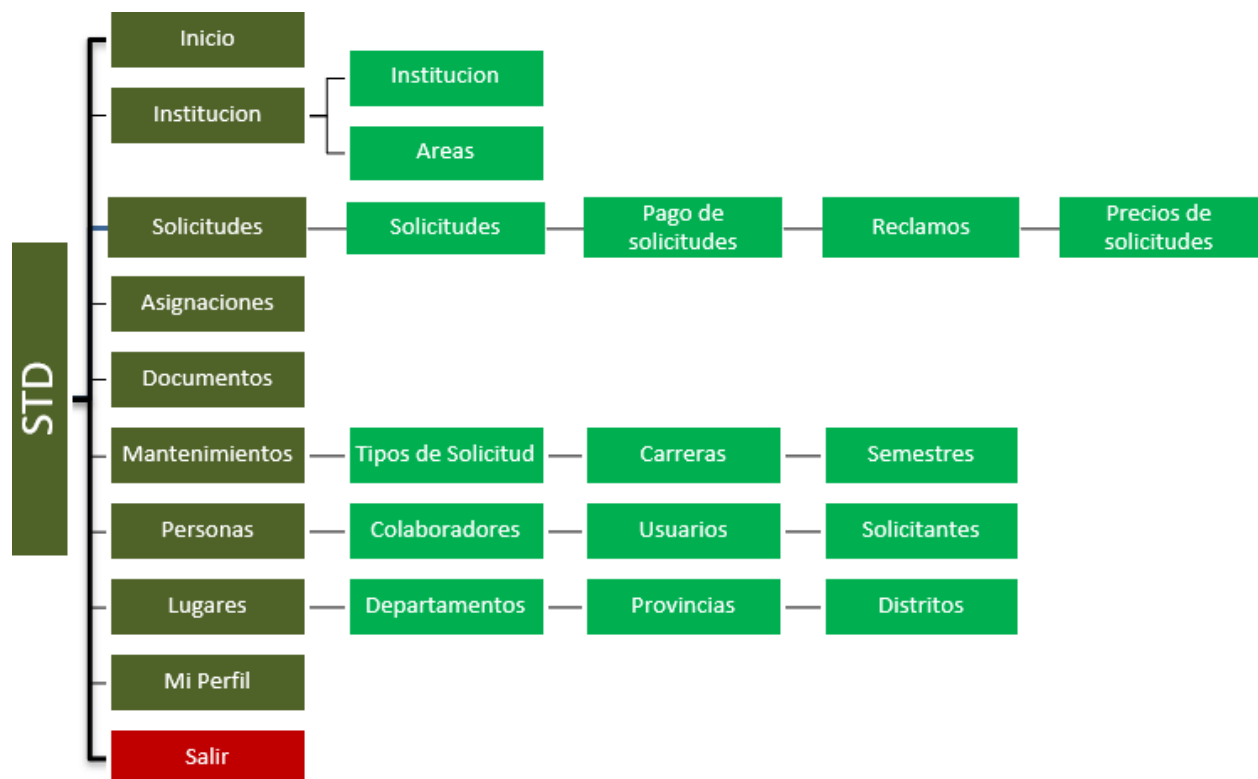 Inicio
Institucion
Institucion
Areas
Solicitudes
Solicitudes
Pago de
solicitudes
Reclamos
Precios de
solicitudes
STD
Asignaciones
Documentos
Mantenimientos
Tipos de Solicitud
Carreras
Semestres
Personas
Colaboradores
Usuarios
Solicitantes
Lugares
Departamentos
Provincias
Distritos
Mi Perfil
Salir